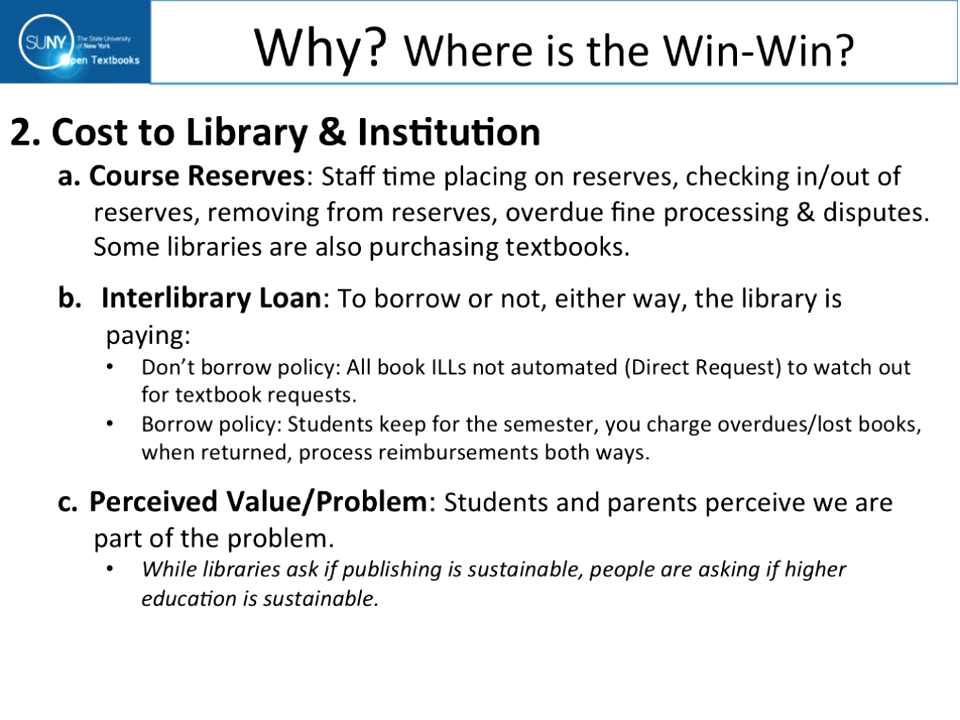 SUNY
The State University
of New York
Open Textbooks
Why? Where is the Win-Win?
2. Cost to Library & Institution
a. Course Reserves: Staff time placing on reserves, checking in/out of
reserves, removing from reserves, overdue fine processing & disputes.
Some libraries are also purchasing textbooks.
b. Interlibrary Loan: To borrow or not, either way, the library is
paying:
• Don’t borrow policy: All book ILLs not automated (Direct Request) to watch out
for textbook requests.
• Borrow policy: Students keep for the semester, you charge overdues/lost books,
when returned, process reimbursements both ways.
c. Perceived Value/Problem: Students and parents perceive we are
part of the problem.
• While libraries ask if publishing is sustainable, people are asking if higher
education is sustainable.